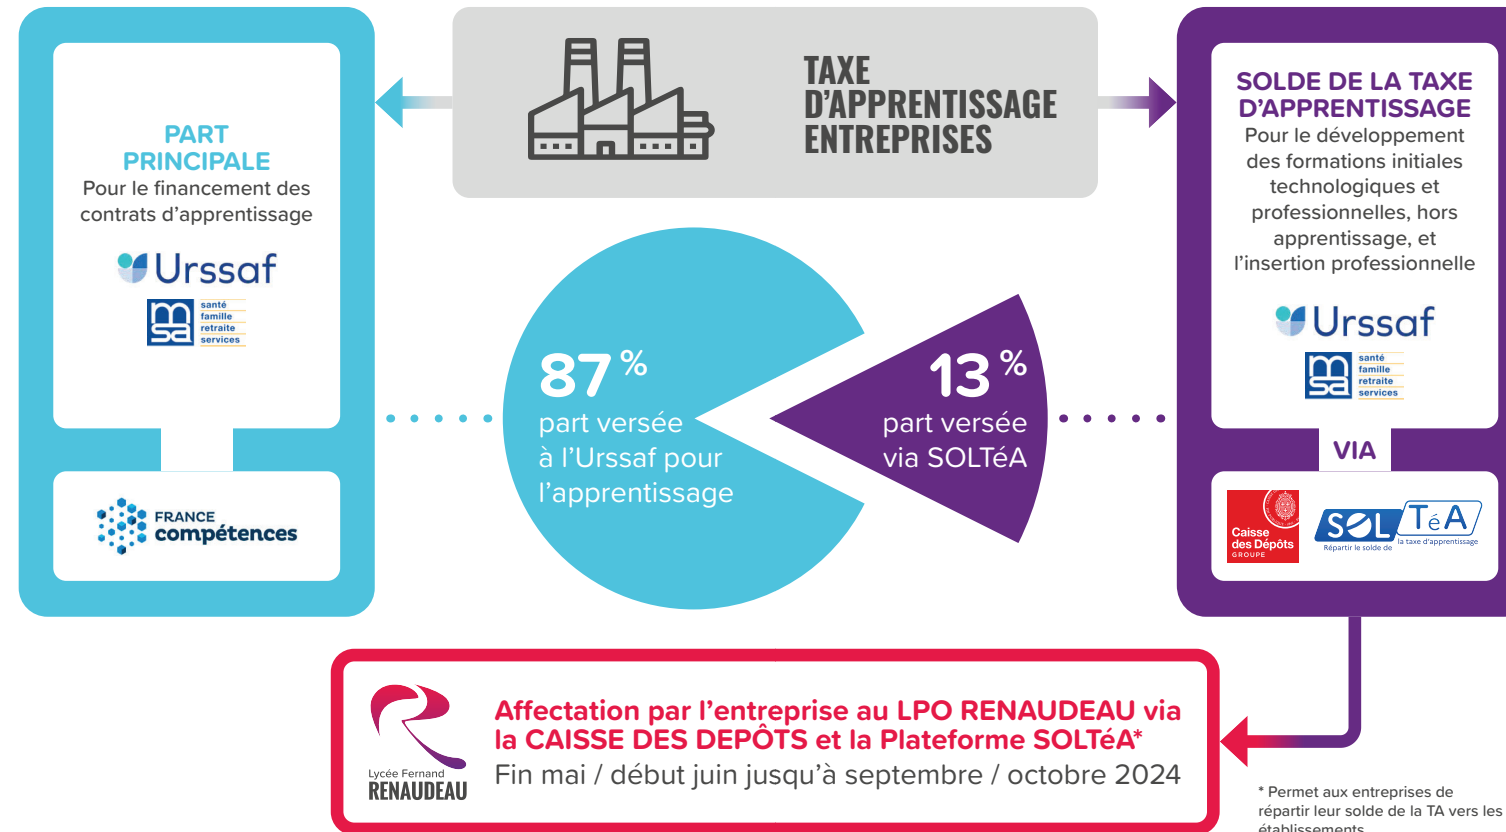 TAXE
D'APPRENTISSAGE
ENTREPRISES
PART
PRINCIPALE
Pour le financement des
contrats d'apprentissage
Urssaf
msa
santé
famille
retraite
services
FRANCE
compétences
87 %
part versée
à l'Urssaf pour
l'apprentissage
13 %
part versée
via SOLTéA
SOLDE DE LA TAXE
D'APPRENTISSAGE
Pour le développement
des formations initiales
technologiques et
professionnelles, hors
apprentissage, et
l'insertion professionnelle
Urssaf
msa
santé
famille
retraite
services
VIA
Caisse
des Dépôts
GROUPE
SOLTéA
Répartir le solde de la taxe d'apprentissage
Lycée Fernand
RENAUDEAU
Affectation par l'entreprise au LPO RENAUDEAU via
la CAISSE DES DEPÔTS et la Plateforme SOLTéA*
Fin mai / début juin jusqu'à septembre / octobre 2024
* Permet aux entreprises de
répartir leur solde de la TA vers les
établissements